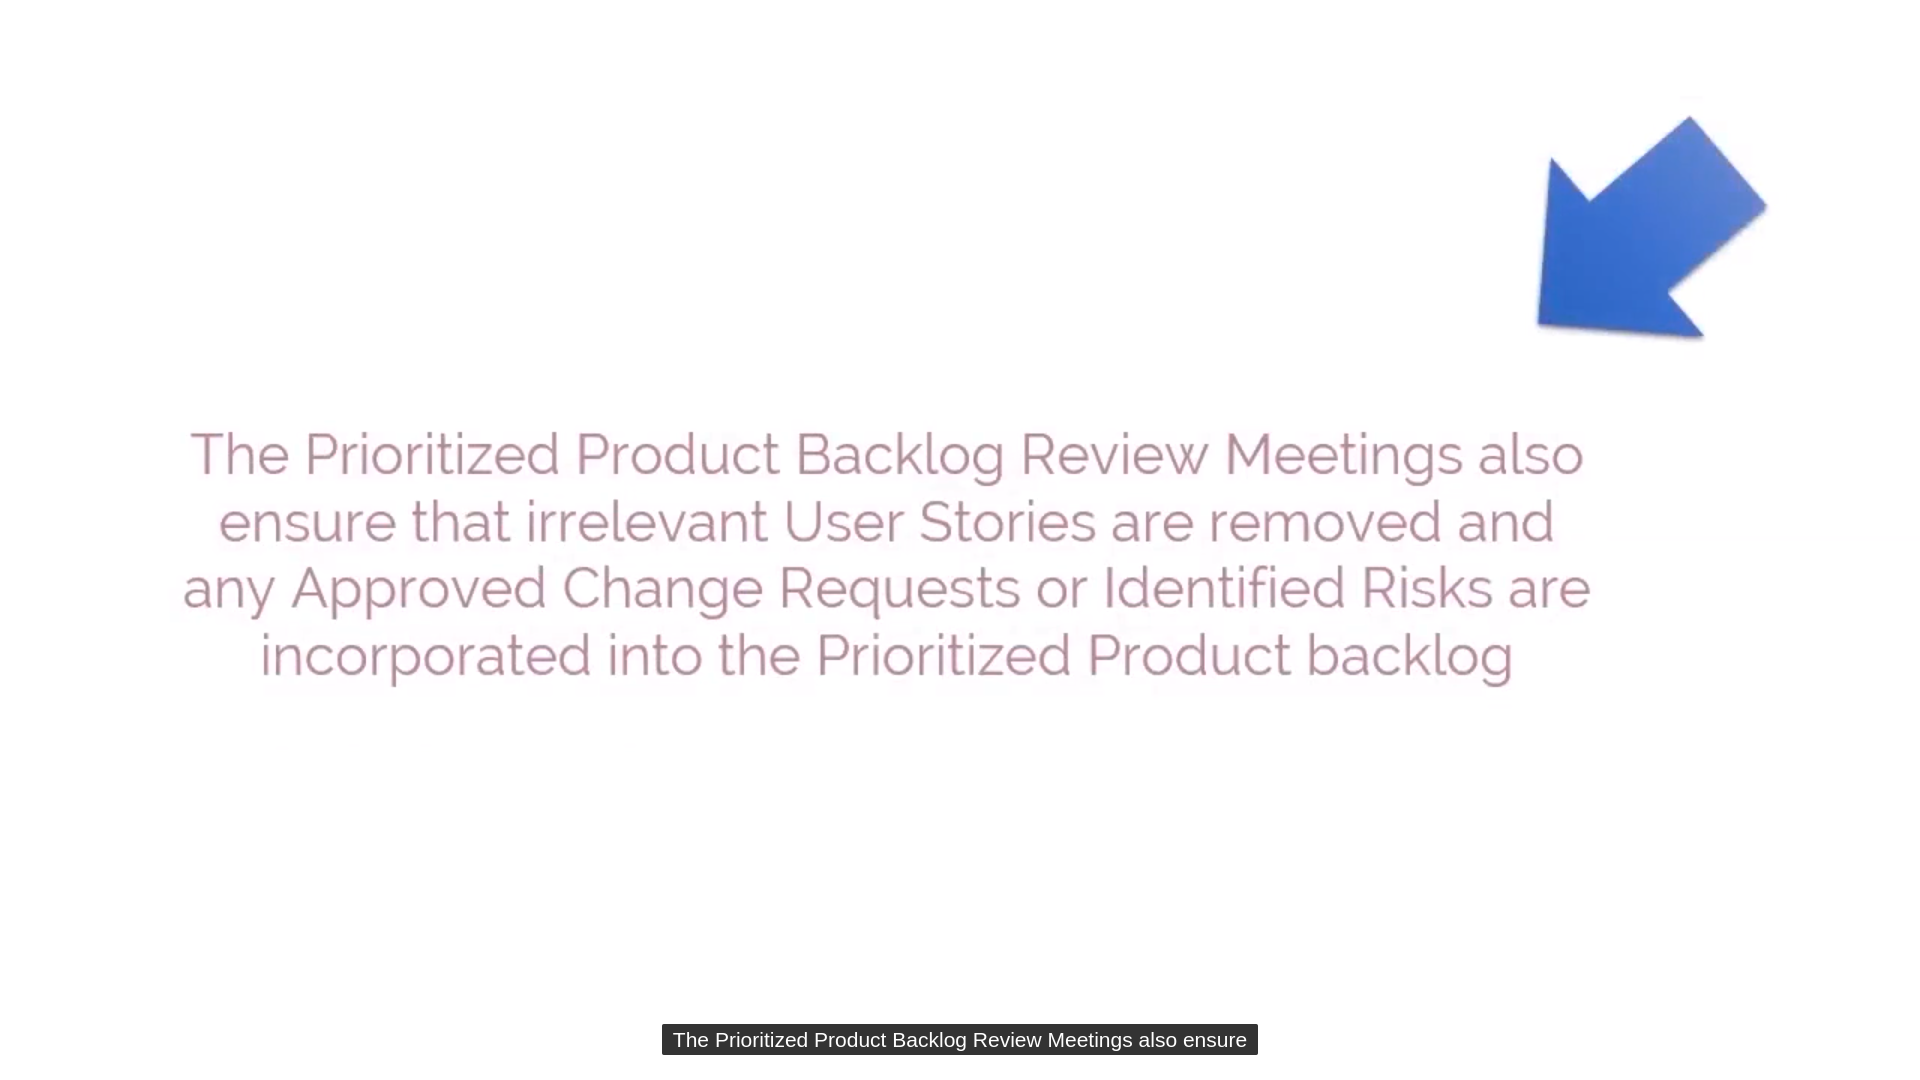 The Prioritized Product Backlog Review Meetings also
ensure that irrelevant User Stories are removed and
any Approved Change Requests or Identified Risks are
incorporated into the Prioritized Product backlog
The Prioritized Product Backlog Review Meetings also ensure